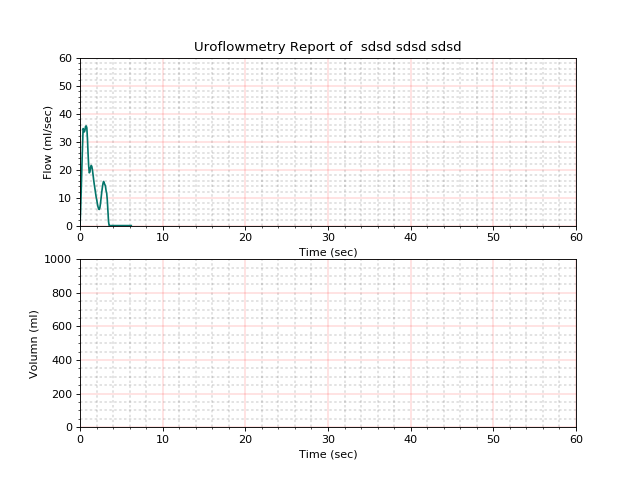 Uroflowmetry Report of  sdsd sdsd sdsd
60
50
40
30
20
10
0
Flow (ml/sec)
0 10 20 30 40 50 60
Time (sec)
1000
800
600
400
200
0
Volumn (ml)
0 10 20 30 40 50 60
Time (sec)